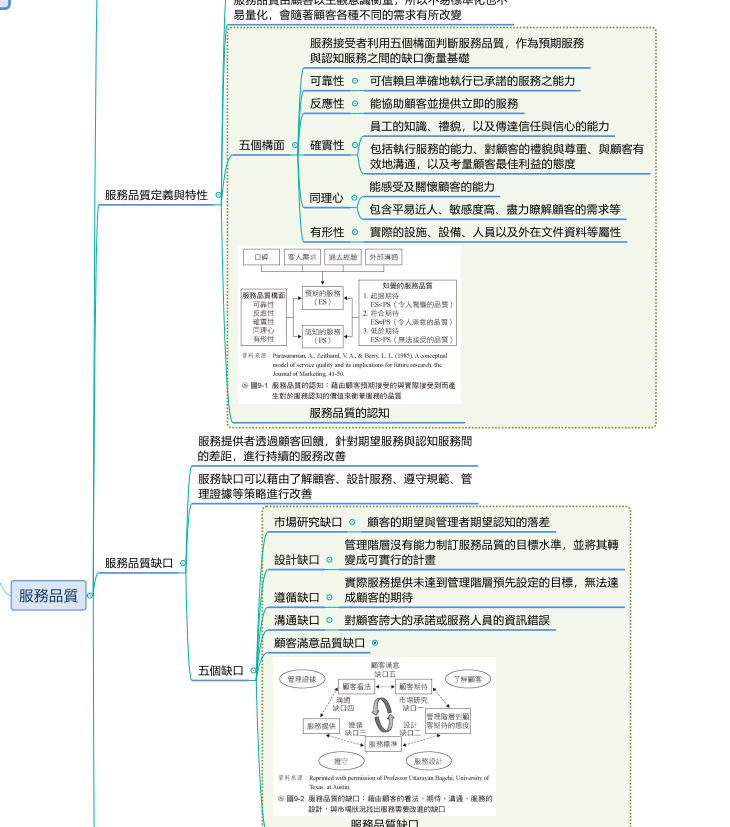 服務品質由顧客以主觀意識衡量，所以不易標準化也不
易量化，會隨著顧客各種不同的需求有所改變
服務接受者利用五個構面判斷服務品質，作為預期服務
與認知服務之間的缺口衡量基礎
可靠性
可信賴且準確地執行已承諾的服務之能力
反應性
能協助顧客並提供立即的服務
五個構面
確實性
員工的知識、禮貌，以及傳達信任與信心的能力
包括執行服務的能力、對顧客的禮貌與尊重、與顧客有
效地溝通，以及考量顧客最佳利益的態度
服務品質定義與特性
同理心
能感受及關懷顧客的能力
包含平易近人、敏感度高、盡力瞭解顧客的需求等
有形性
實際的設施、設備、人員以及外在文件資料等屬性
口碑
客人需求
過去經驗
外部溝通
服務品質構面
可靠性
反應性
確實性
同理心
有形性
預期的服務
（ES）
認知的服務
（PS）
知覺的服務品質
1. 超過期待
ES<PS（令人驚豔的品質）
2. 符合期待
ES=PS（令人滿意的品質）
3. 低於期待
ES>PS（無法接受的品質）
資料來源：Parasuraman, A., Zeithaml, V. A., & Berry, L. L. (1985). A conceptual
model of service quality and its implications for future research. the
Journal of Marketing, 41-50.
圖9-1 服務品質的認知：藉由顧客預期接受的與實際接受到而產
生對於服務認知的價值來衡量服務的品質
服務品質的認知
服務提供者透過顧客回饋，針對期望服務與認知服務間
的差距，進行持續的服務改善
服務缺口可以藉由了解顧客、設計服務、遵守規範、管
理證據等策略進行改善
服務品質缺口
市場研究缺口
顧客的期望與管理者期望認知的落差
設計缺口
管理階層沒有能力制訂服務品質的目標水準，並將其轉
變成可實行的計畫
服務品質
遵循缺口
實際服務提供未達到管理階層預先設定的目標，無法達
成顧客的期待
溝通缺口
對顧客誇大的承諾或服務人員的資訊錯誤
顧客滿意品質缺口
五個缺口
管理證據
顧客滿意
缺口五
了解顧客
顧客看法
顧客期待
溝通
缺口四
市場研究
缺口一
服務提供
遵循
缺口三
設計
缺口二
管理階層對顧
客期待的態度
服務標準
遵守
服務設計
資料來源：Reprinted with permission of Professor Uttarayan Bagchi, University of
Texas. at Austin.
圖9-2 服務品質的缺口：藉由顧客的看法、期待、溝通、服務的
設計，與市場狀況找出服務需要改進的缺口
服務品質缺口